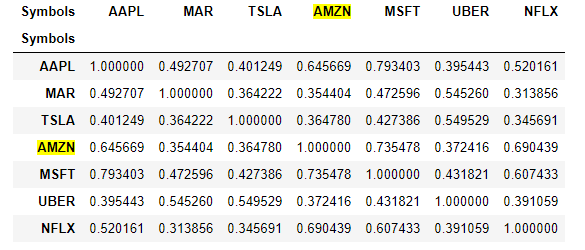 Symbols AAPL MAR TSLA AMZN MSFT UBER NFLX
Symbols
AAPL 1.000000 0.492707 0.401249 0.645669 0.793403 0.395443 0.520161
MAR 0.492707 1.000000 0.364222 0.354404 0.472596 0.545260 0.313856
TSLA 0.401249 0.364222 1.000000 0.364780 0.427386 0.549529 0.345691
AMZN 0.645669 0.354404 0.364780 1.000000 0.735478 0.372416 0.690439
MSFT 0.793403 0.472596 0.427386 0.735478 1.000000 0.431821 0.607433
UBER 0.395443 0.545260 0.549529 0.372416 0.431821 1.000000 0.391059
NFLX 0.520161 0.313856 0.345691 0.690439 0.607433 0.391059 1.000000